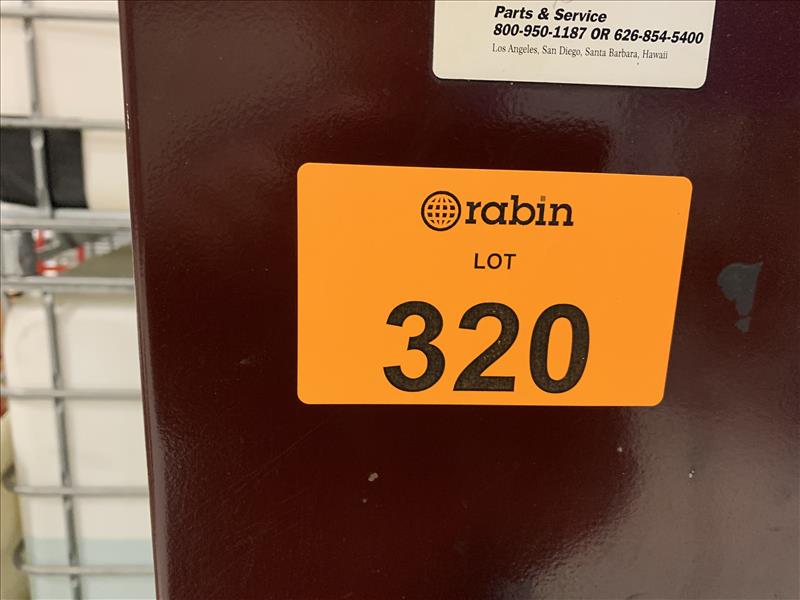 Parts & Service
800-950-1187 OR 626-854-5400
Los Angeles, San Diego, Santa Barbara, Hawaii
rabin
LOT
320